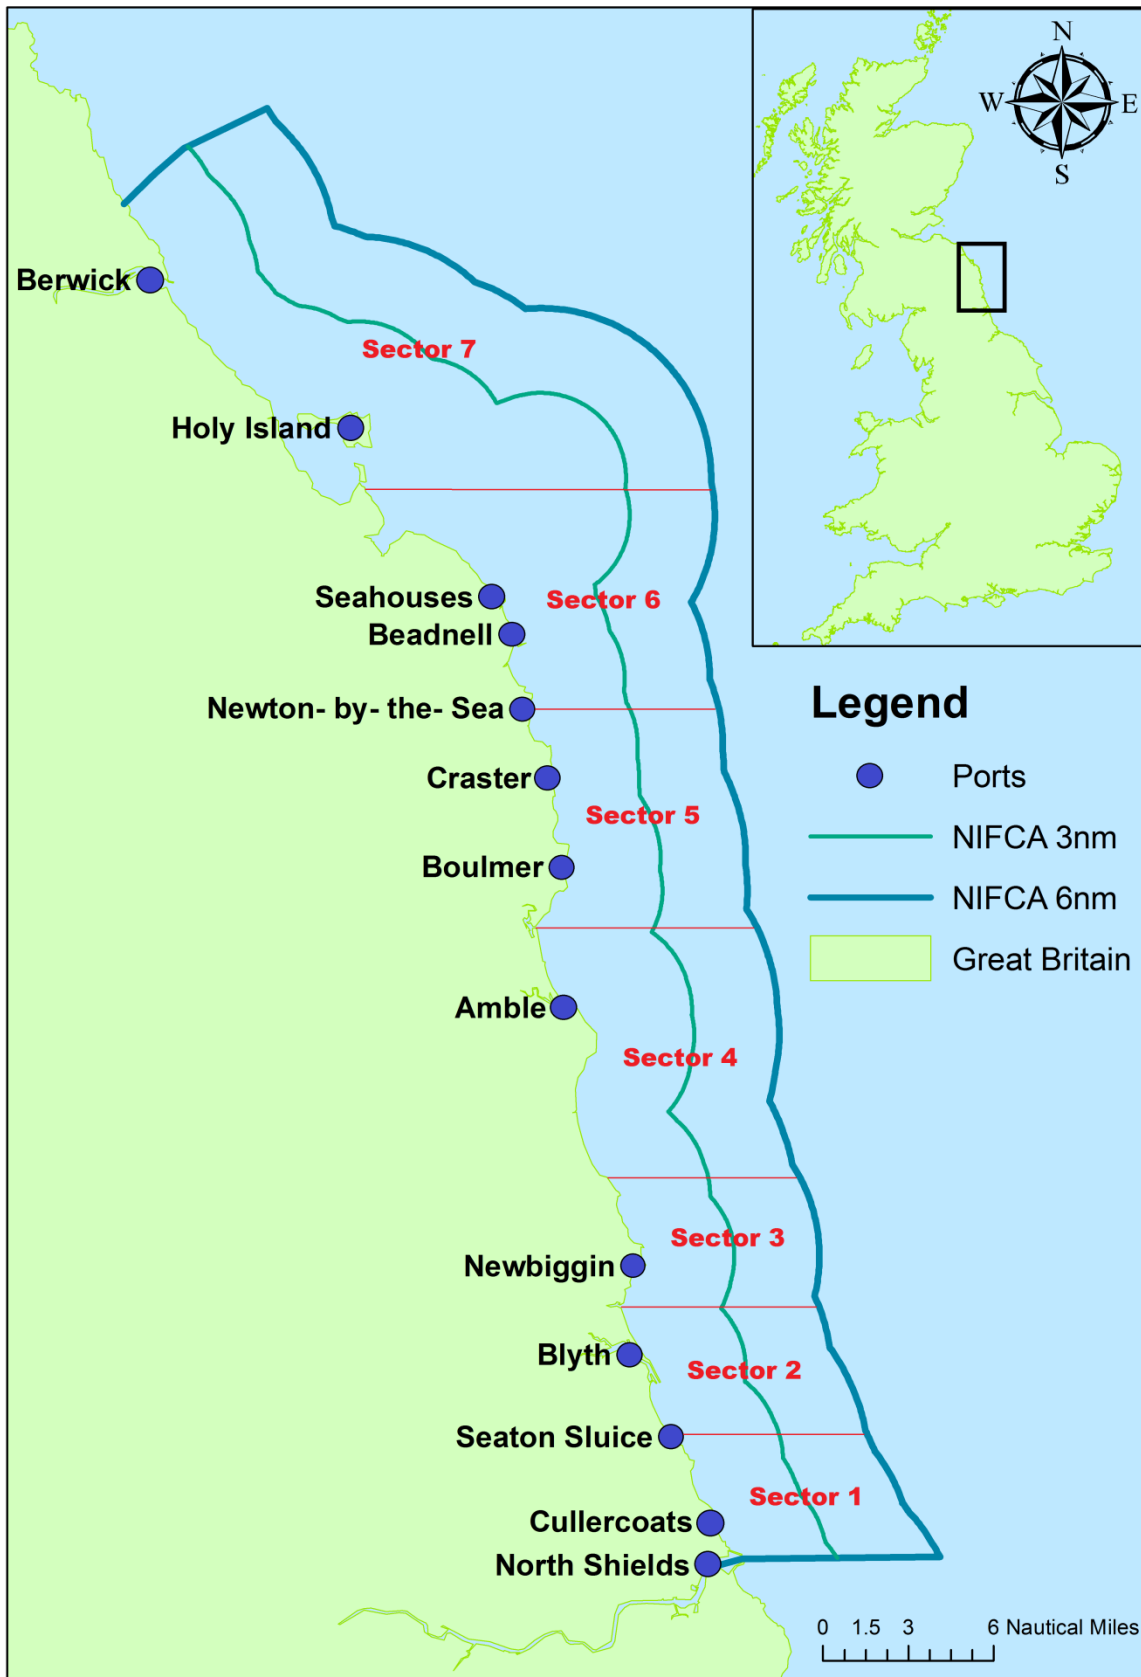 N
W
E
S
Berwick
Sector 7
Holy Island
Seahouses
Sector 6
Beadnell
Newton- by- the- Sea
Legend
Craster
Ports
Sector 5
NIFCA 3nm
Boulmer
NIFCA 6nm
Great Britain
Amble
Sector 4
Sector 3
Newbiggin
Blyth
Sector 2
Seaton Sluice
Sector 1
Cullercoats
North Shields
0 1.5 3 6 Nautical Miles